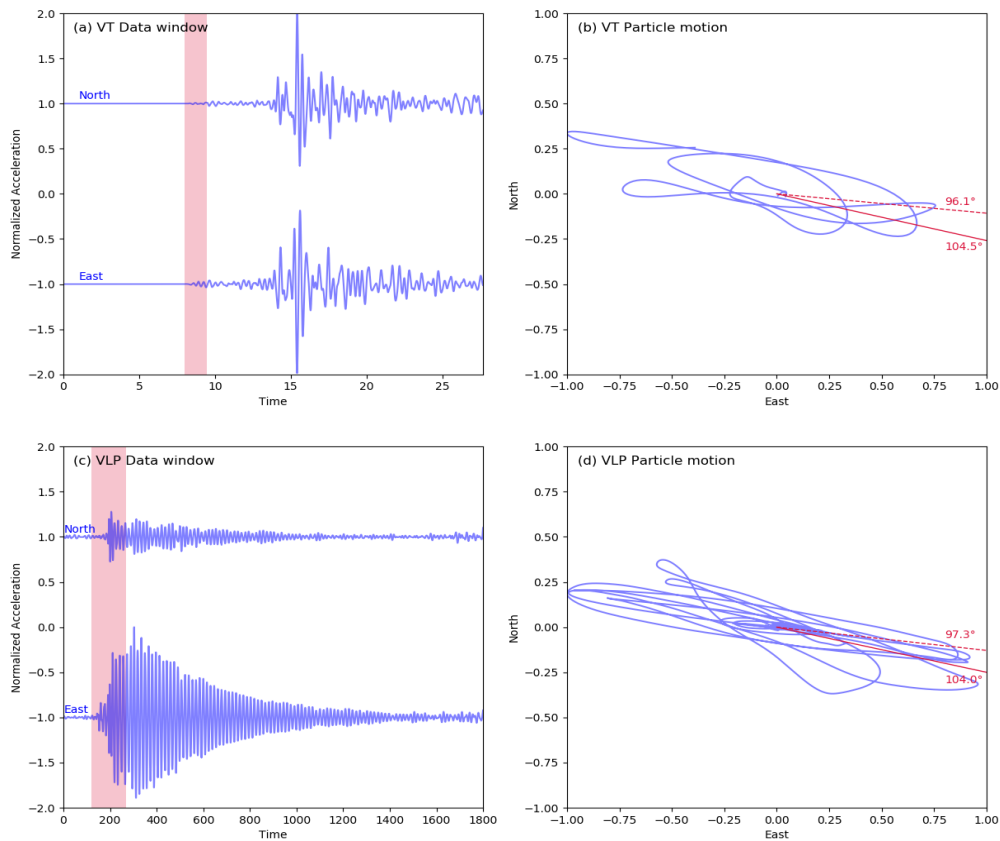 (a) VT Data window
2.0
1.5
1.0
0.5
0.0
−0.5
−1.0
−1.5
−2.0
Normalized Acceleration
North
East
0 5 10 15 20 25
Time
(b) VT Particle motion
1.00
0.75
0.50
0.25
0.00
−0.25
−0.50
−0.75
−1.00
North
96.1°
104.5°
−1.00 −0.75 −0.50 −0.25 0.00 0.25 0.50 0.75 1.00
East
(c) VLP Data window
2.0
1.5
1.0
0.5
0.0
−0.5
−1.0
−1.5
−2.0
Normalized Acceleration
North
East
0 200 400 600 800 1000 1200 1400 1600 1800
Time
(d) VLP Particle motion
1.00
0.75
0.50
0.25
0.00
−0.25
−0.50
−0.75
−1.00
North
97.3°
104.0°
−1.00 −0.75 −0.50 −0.25 0.00 0.25 0.50 0.75 1.00
East